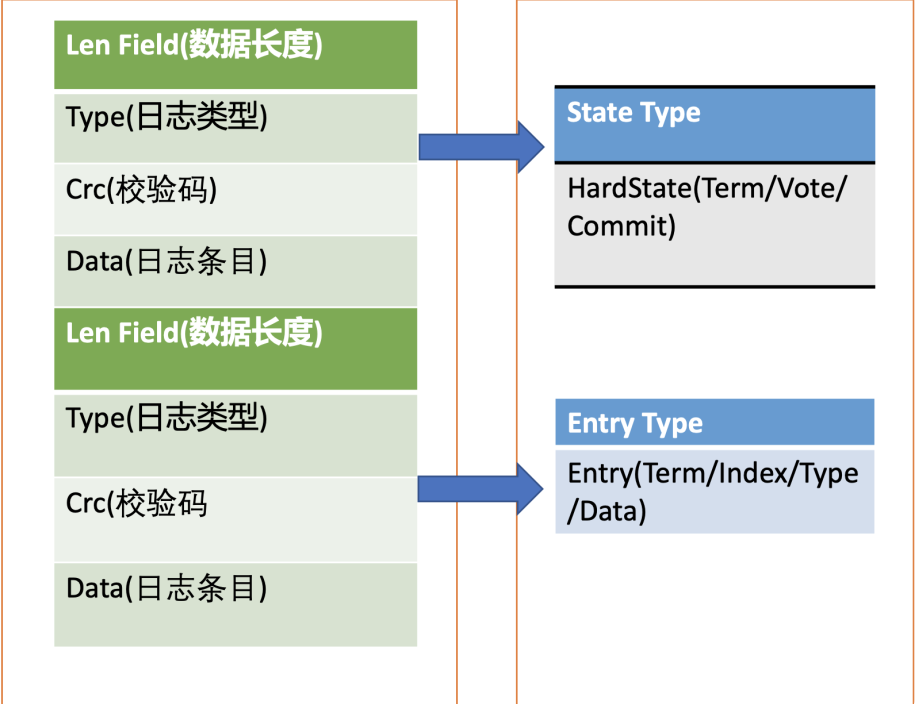 Len Field(数据长度)
Type(日志类型)
Crc(校验码)
Data(日志条目)
Len Field(数据长度)
Type(日志类型)
Crc(校验码
Data(日志条目)
State Type
HardState(Term/Vote/
Commit)
Entry Type
Entry(Term/Index/Type
/Data)